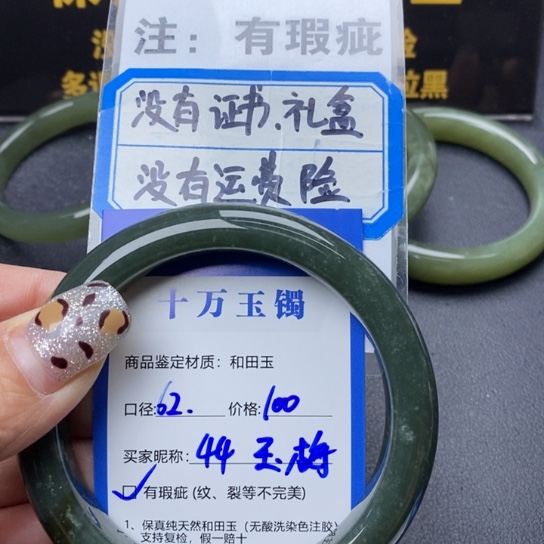 注：有瑕疵
没有证书、礼盒
没有运费险
十万玉镯
商品鉴定材质：和田玉
口径:62. 价格:100
买家昵称: 44 玉梅
有瑕疵 (纹、裂等不完美)
1、保真纯天然和田玉（无酸洗染色注胶）
支持复检，假一赔十